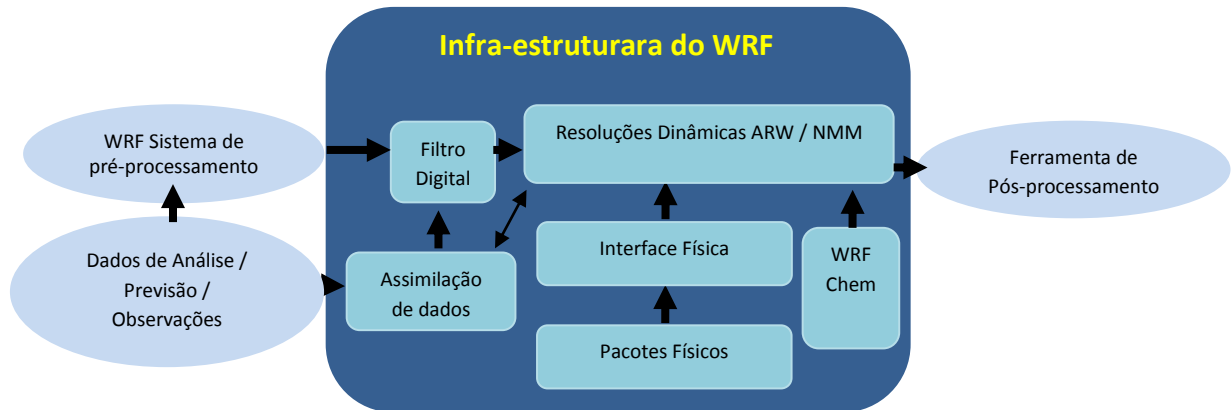 Infra-estruturara do WRF
WRF Sistema de
pré-processamento
Filtro
Digital
Resoluções Dinâmicas ARW / NMM
Ferramenta de
Pós-processamento
Dados de Análise /
Previsão /
Observações
Assimilação
de dados
Interface Física
WRF
Chem
Pacotes Físicos